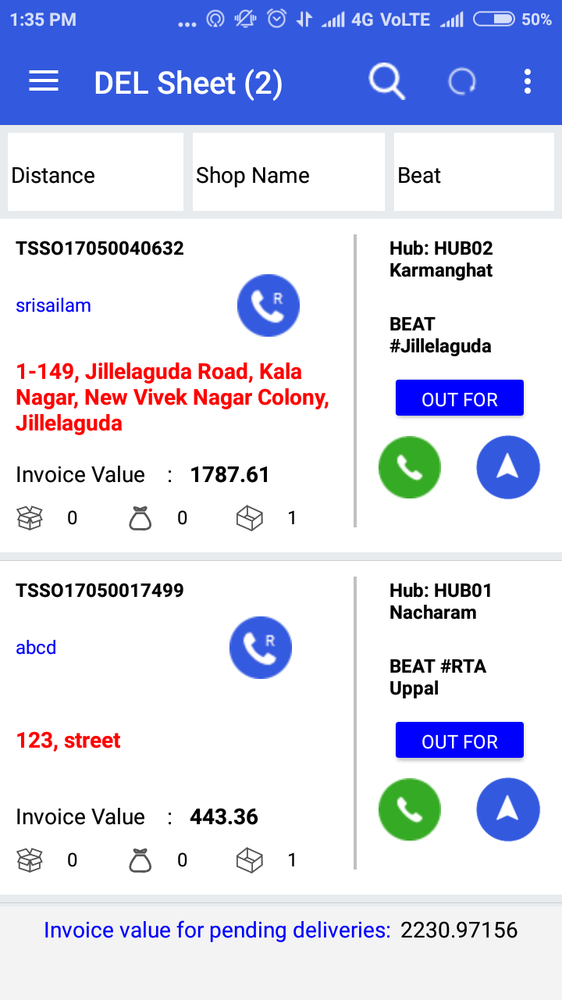 1:35 PM ... 4G VoLTE 50%
DEL Sheet (2)
Distance Shop Name Beat
TSSO17050040632
srisailam R
1-149, Jillelaguda Road, Kala
Nagar, New Vivek Nagar Colony,
Jillelaguda
Invoice Value : 1787.61
0 0 1
Hub: HUB02
Karmanghat
BEAT
#Jillelaguda
OUT FOR
TSSO17050017499
abcd R
123, street
Invoice Value : 443.36
0 0 1
Hub: HUB01
Nacharam
BEAT #RTA
Uppal
OUT FOR
Invoice value for pending deliveries: 2230.97156